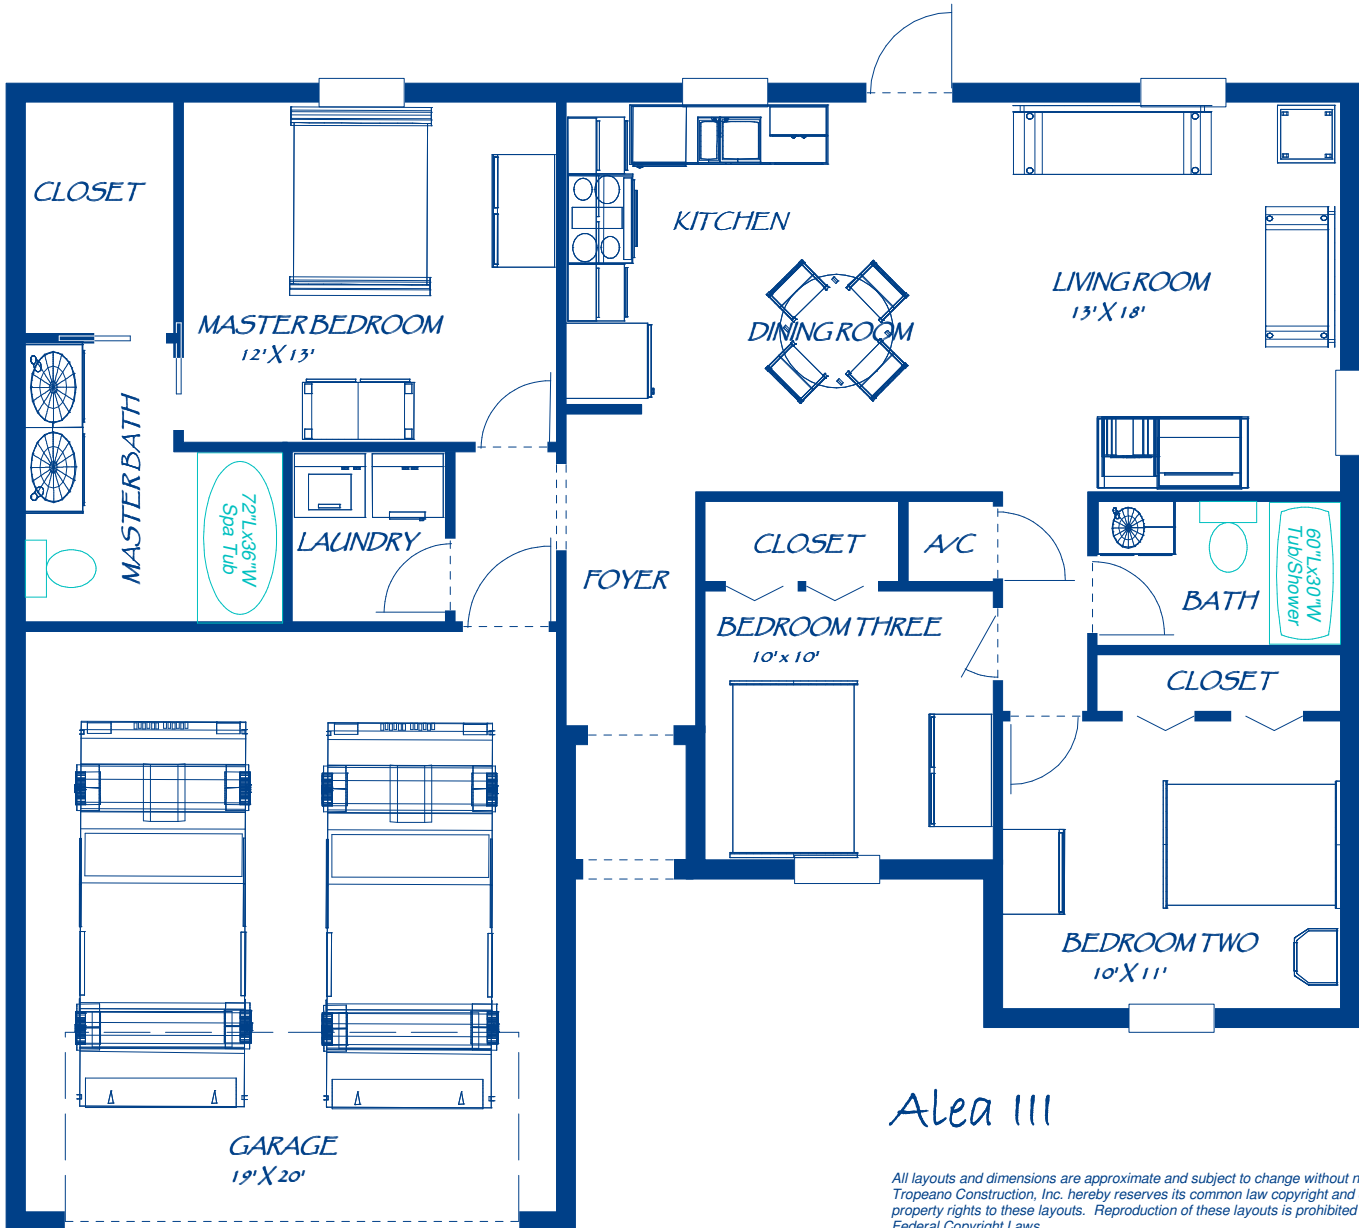 CLOSET
MASTER BEDROOM
12' X 13'
KITCHEN
DINING ROOM
LIVING ROOM
13' X 18'
MASTER BATH
72"Lx36"W
Spa Tub
LAUNDRY
FOYER
CLOSET
A/C
BEDROOM THREE
10' x 10'
BATH
60"Lx30"W
Tub/Shower
CLOSET
BEDROOM TWO
10' X 11'
GARAGE
19' X 20'
Alea III
All layouts and dimensions are approximate and subject to change without
Tropeano Construction, Inc. hereby reserves its common law copyright and
property rights to these layouts. Reproduction of these layouts is prohibited
Federal Copyright Laws